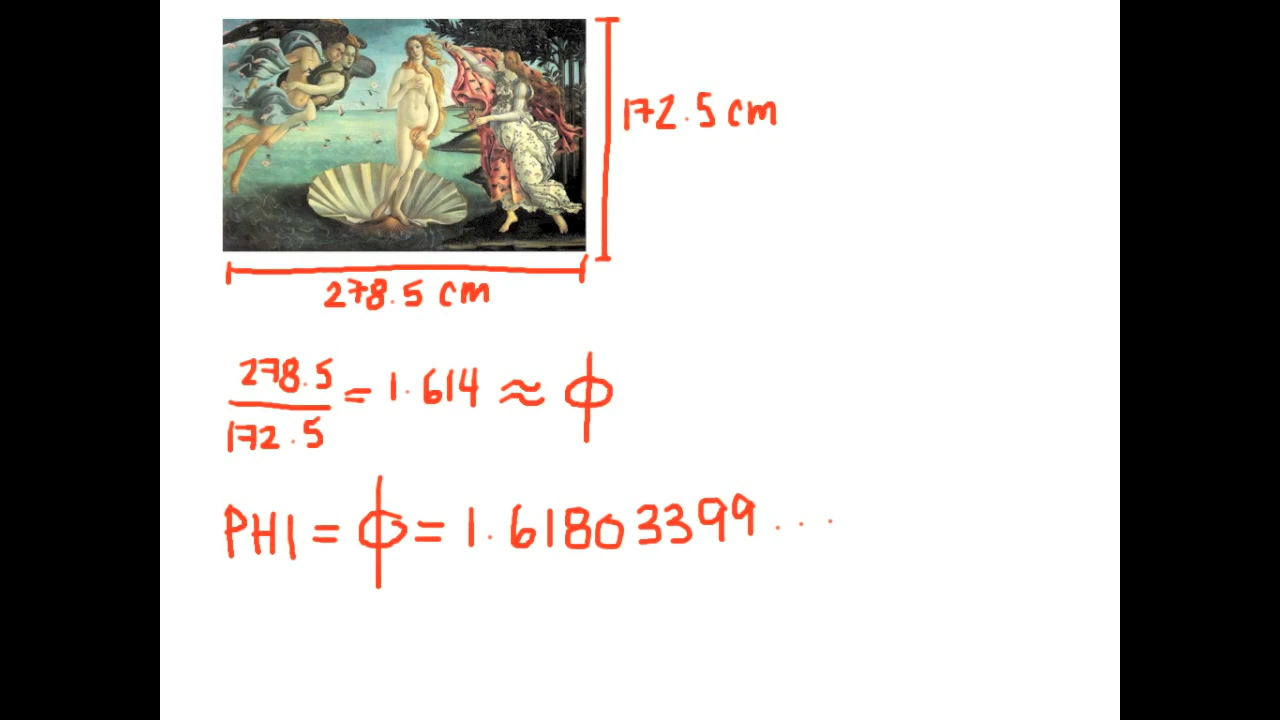 172.5 cm
278.5 cm
278.5
172.5
= 1.614 ≈ ϕ
PHI = ϕ = 1.61803399...